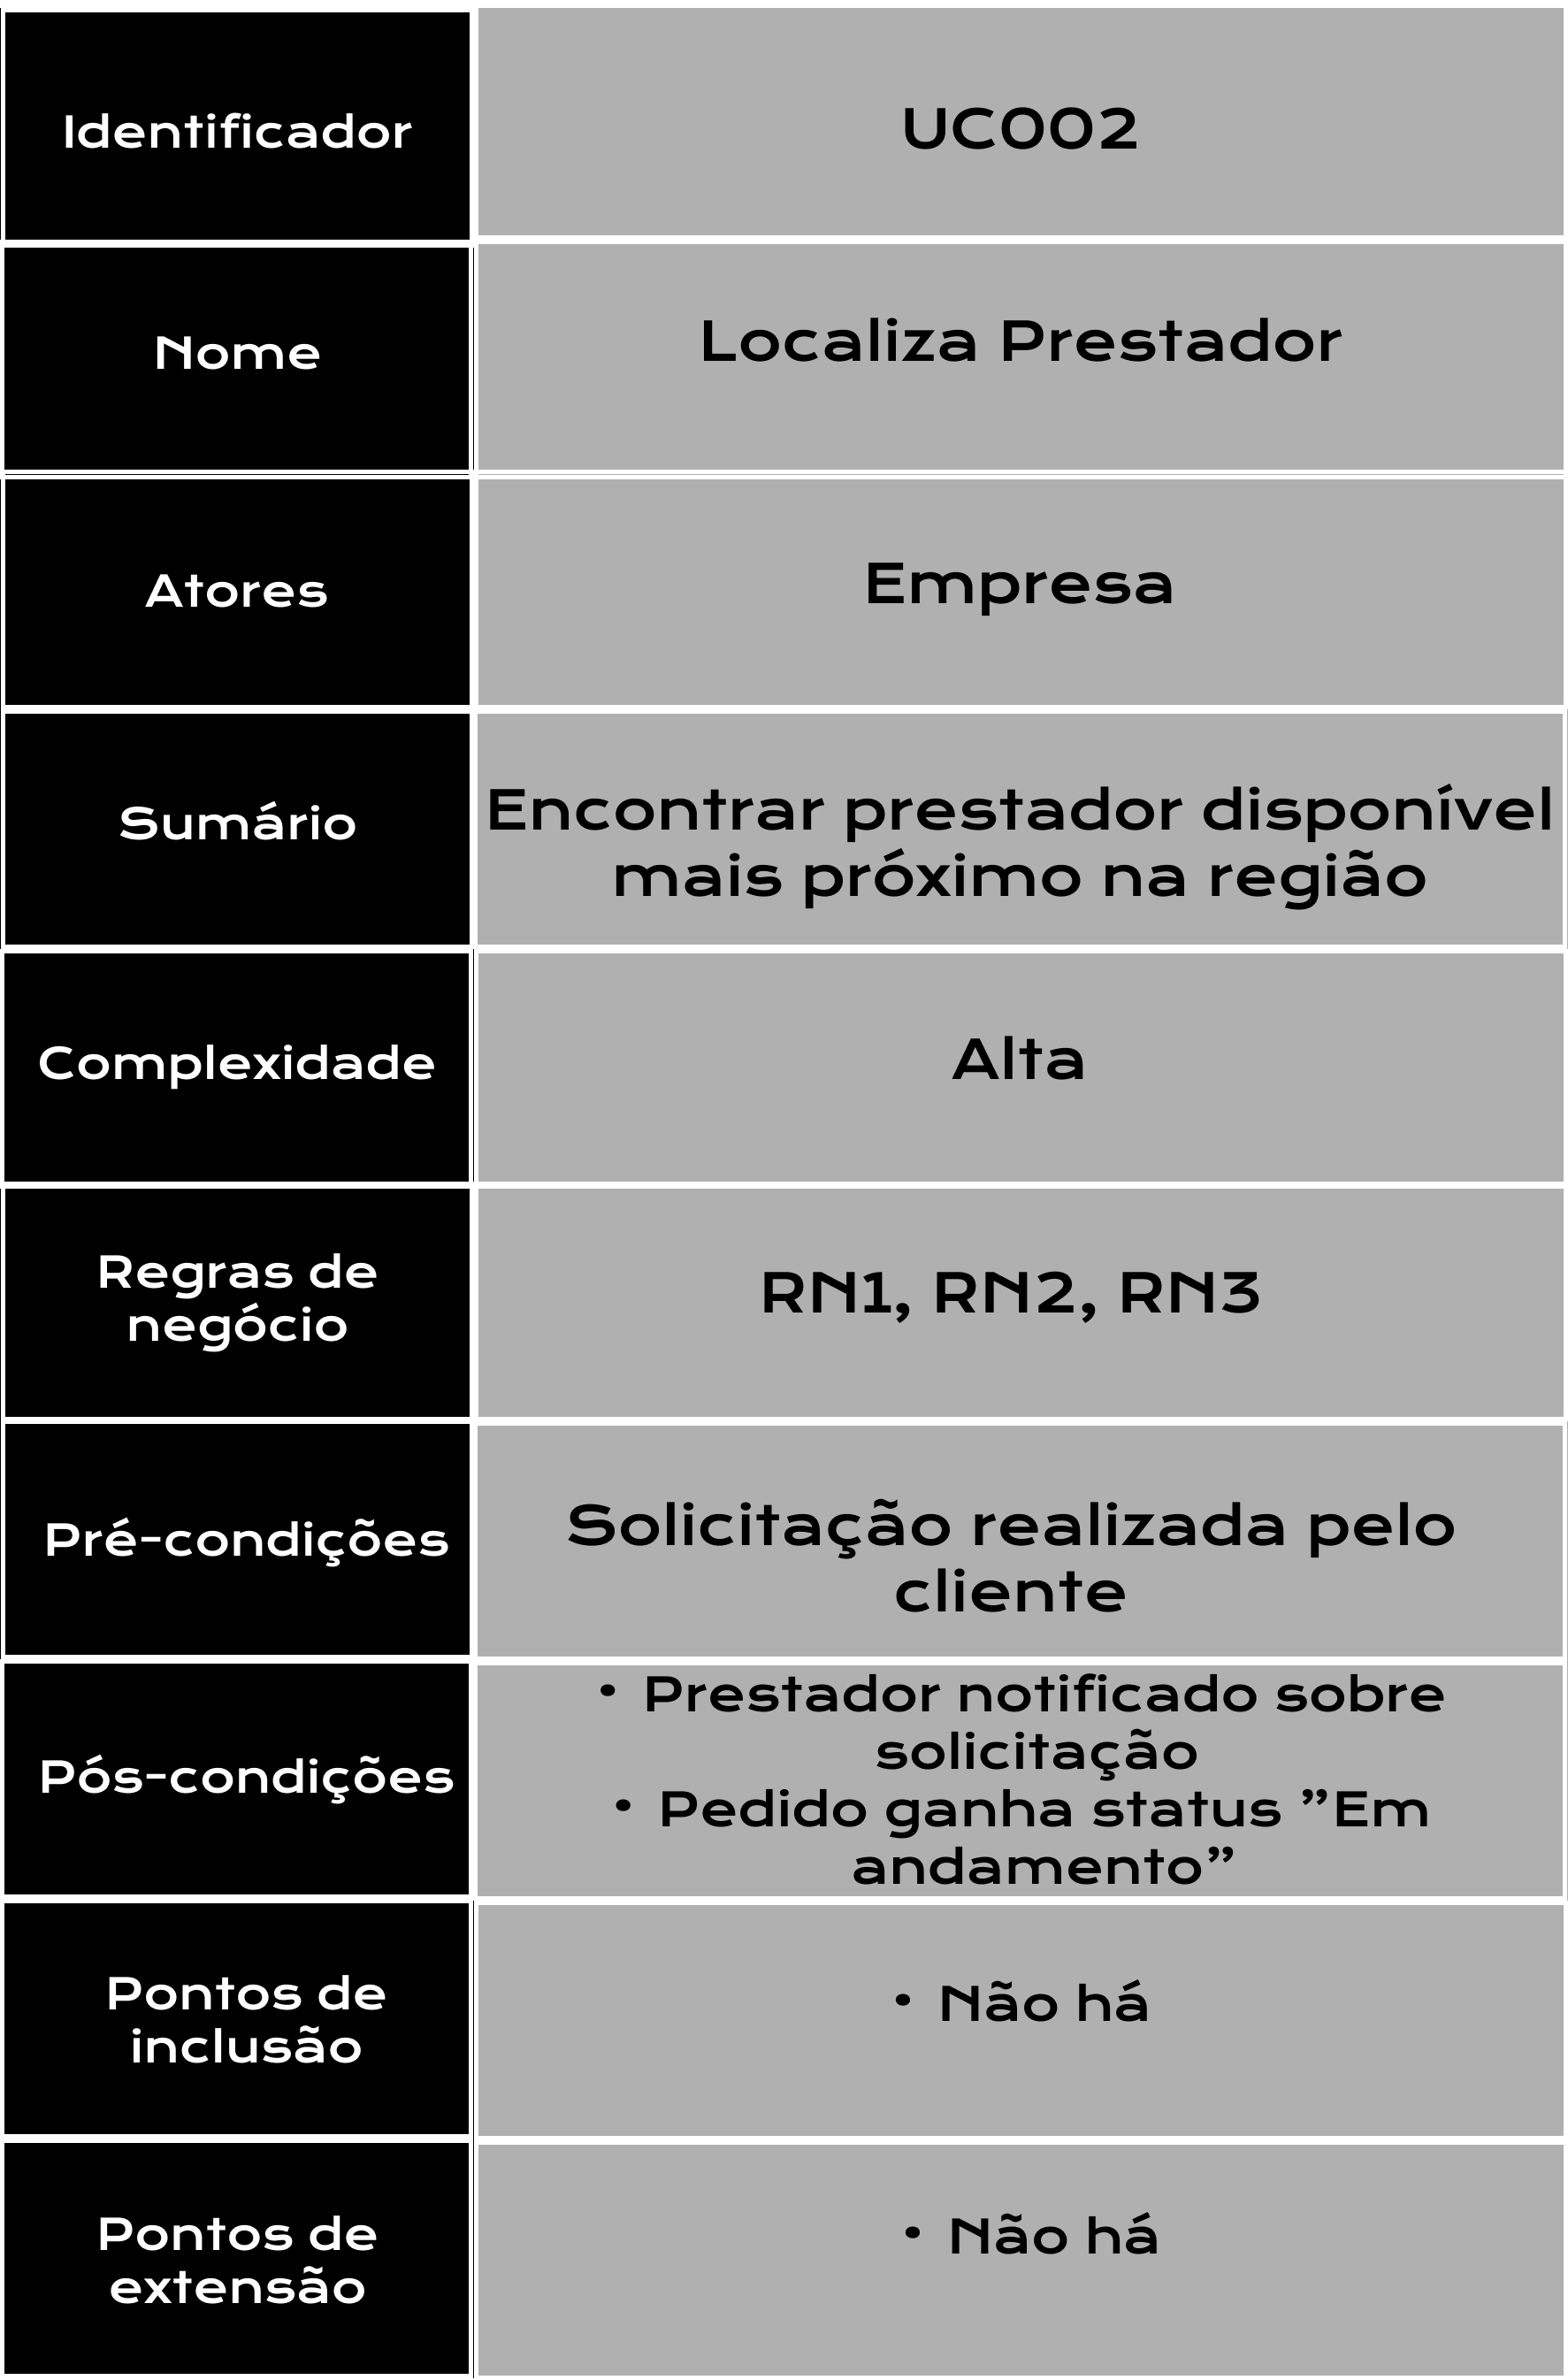 Identificador
UC002
Nome
Localiza Prestador
Atores
Empresa
Sumário
Encontrar prestador disponível
mais próximo na região
Complexidade
Alta
Regras de
negócio
RN1, RN2, RN3
Pré-condições
Solicitação realizada pelo
cliente
Pós-condições
• Prestador notificado sobre
solicitação
• Pedido ganha status ”Em
andamento”
Pontos de
inclusão
• Não há
Pontos de
extensão
• Não há